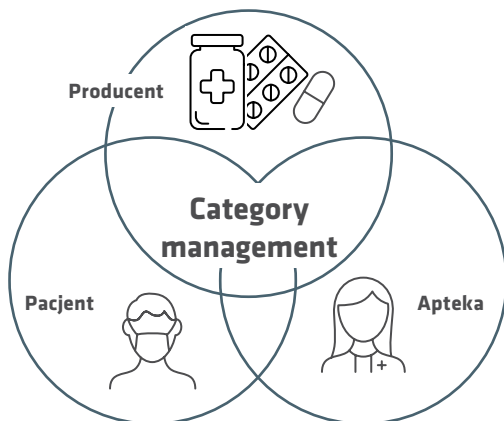 Producent
Category
management
Pacjent
Apteka